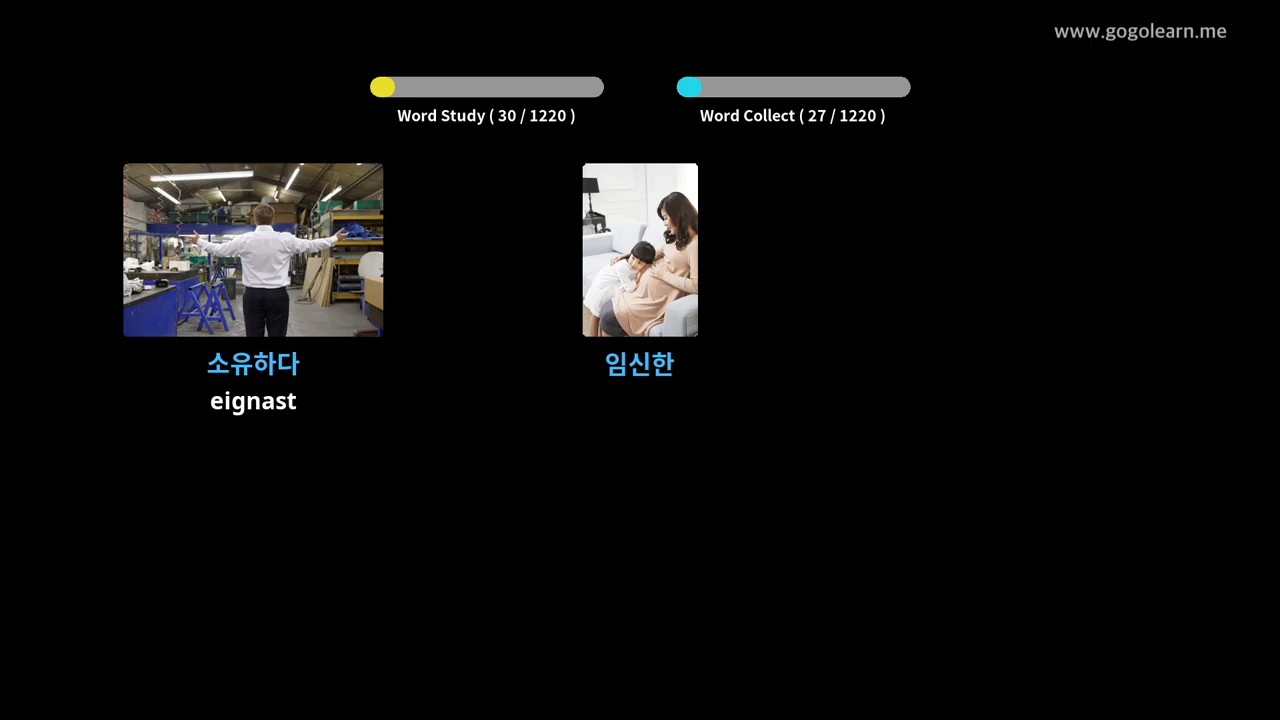 www.gogolearn.me
Word Study ( 30 / 1220 )
Word Collect ( 27 / 1220 )
소유하다
eignast
임신한